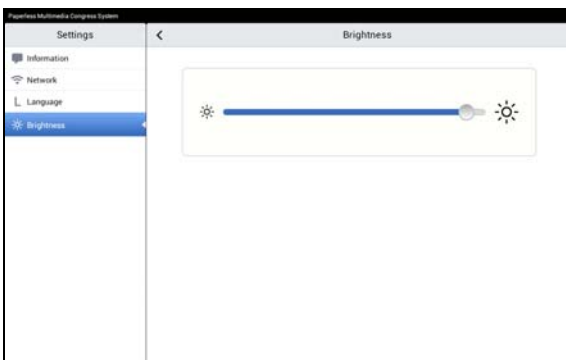 Paperless Multimedia Congress System
Settings
Brightness
Information
Network
L Language
Brightness